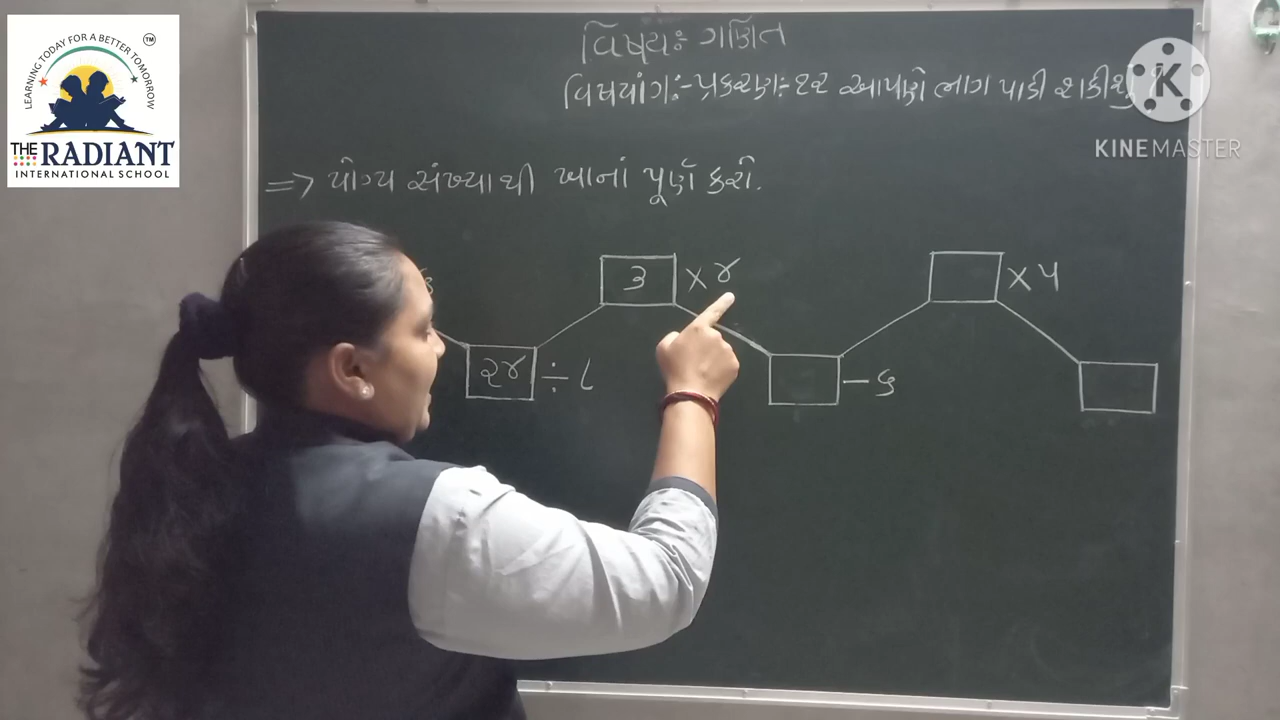 LEARNING TODAY FOR A BETTER TOMORROW
TM
THE RADIANT
INTERNATIONAL SCHOOL
વિષય:- ગણિત
વિષયાંગ:- પ્રકરણ:- ૧૨ આપણે ભાગ પાડી શકીશું ?
K
KINEMASTER
=> યોગ્ય સંખ્યાથી ખાનાં પૂર્ણ કરો.
૩ × ૪
× ૫
૨૪ ÷ ૮
– ૬